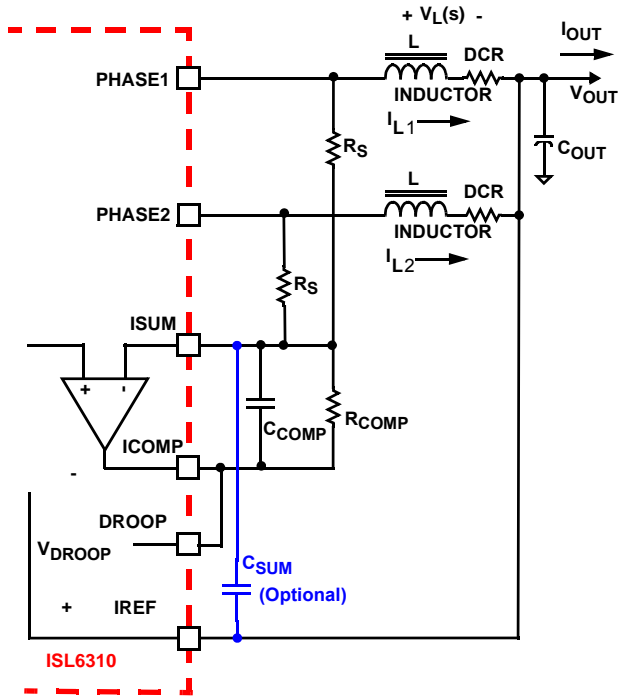 + VL(s) -
L
DCR
IOUT
PHASE1
INDUCTOR
VOUT
IL1
RS
COUT
L
DCR
PHASE2
INDUCTOR
IL2
RS
ISUM
+ -
CCOMP
RCOMP
ICOMP
-
DROOP
VDROOP
CSUM
(Optional)
+ IREF
ISL6310